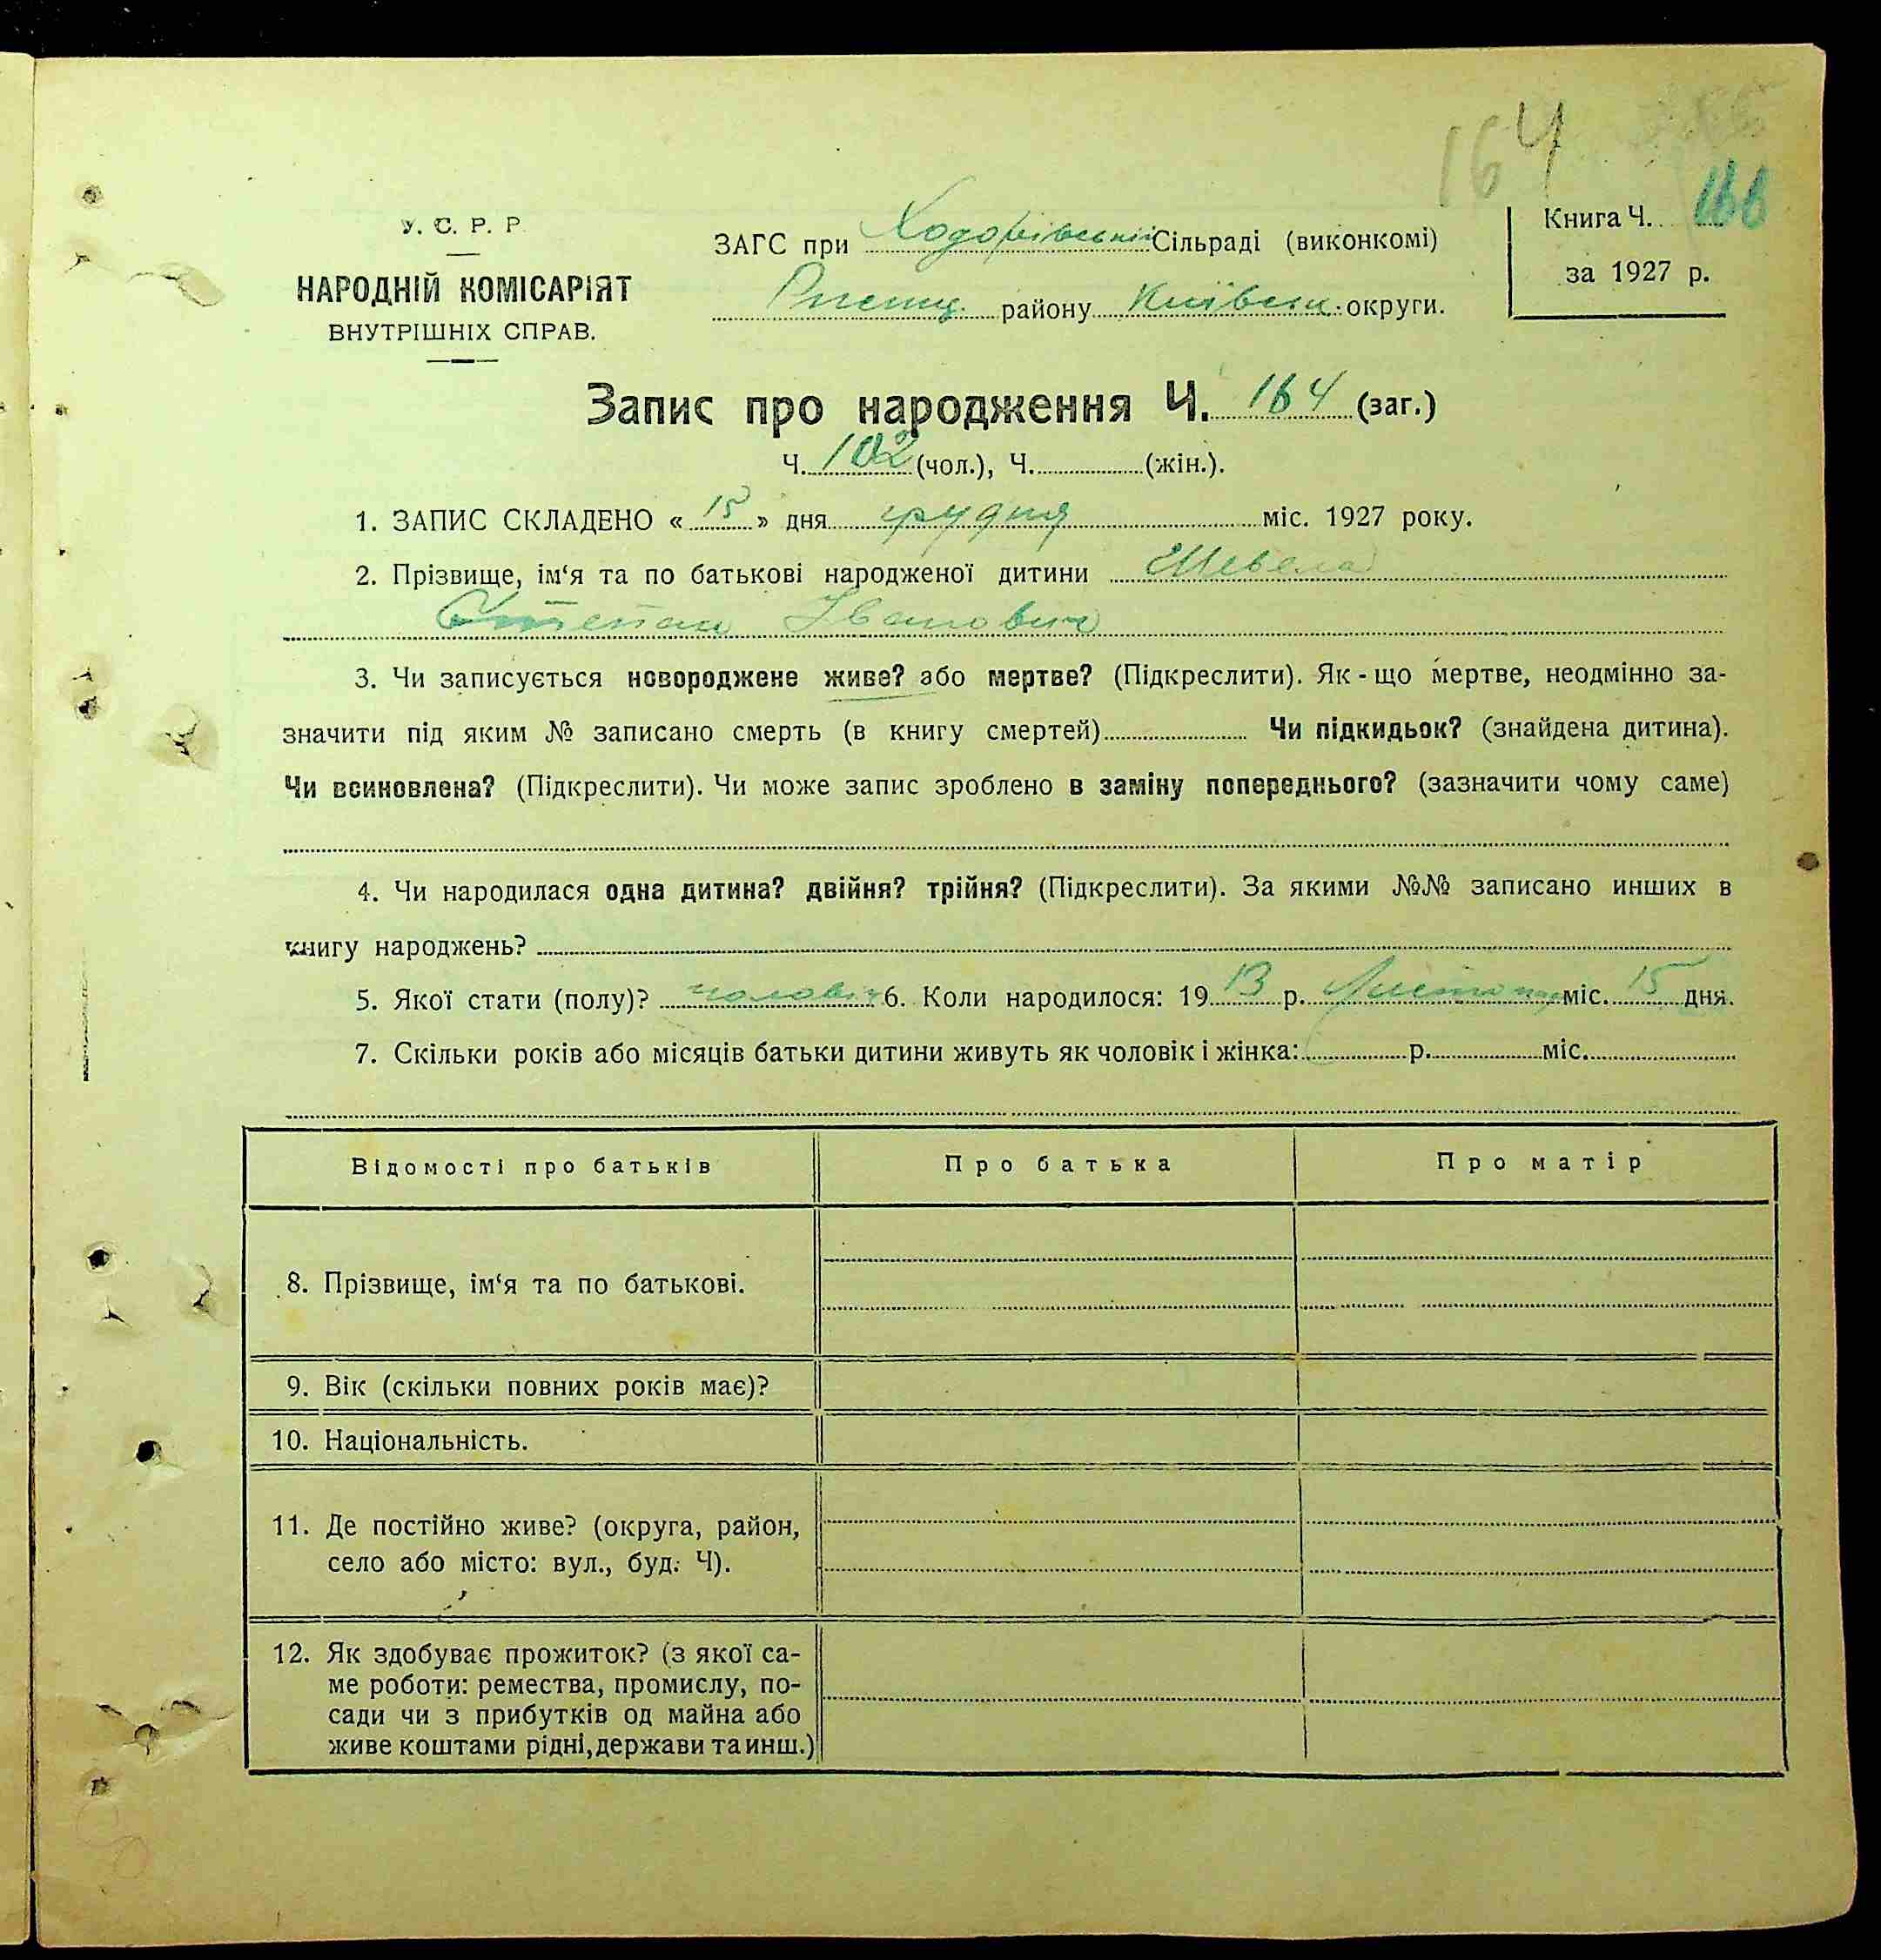 164
У. С. Р. Р
НАРОДНІЙ КОМІСАРІЯТ
ВНУТРІШНІХ СПРАВ.
ЗАГС при Ходорівській Сільраді (виконкомі)
району Київськ. округи.
Книга Ч. 166
за 1927 р.
Запис про народження Ч. 164 (заг.)
Ч. 102 (чол.), Ч. (жін.).
1. ЗАПИС СКЛАДЕНО « 15 » дня грудня міс. 1927 року.
2. Прізвище, ім‘я та по батькові народженої дитини Шевела
Степан Іванович
3. Чи записується новороджене живе? або мертве? (Підкреслити). Як-що мертве, неодмінно за-
значити під яким № записано смерть (в книгу смертей) Чи підкидьок? (знайдена дитина).
Чи всиновлена? (Підкреслити). Чи може запис зроблено в заміну попереднього? (зазначити чому саме)
4. Чи народилася одна дитина? двійня? трійня? (Підкреслити). За якими №№ записано инших в
книгу народжень?
5. Якої стати (полу)? чоловіч 6. Коли народилося: 19 13 р. Листопад міс. 15 дня.
7. Скільки років або місяців батьки дитини живуть як чоловік і жінка: р. міс.
Відомості про батьків Про батька Про матір
8. Прізвище, ім‘я та по батькові.
9. Вік (скільки повних років має)?
10. Національність.
11. Де постійно живе? (округа, район,
село або місто: вул., буд. Ч).
12. Як здобуває прожиток? (з якої са-
ме роботи: ремества, промислу, по-
сади чи з прибутків од майна або
живе коштами рідні, держави та инш.)